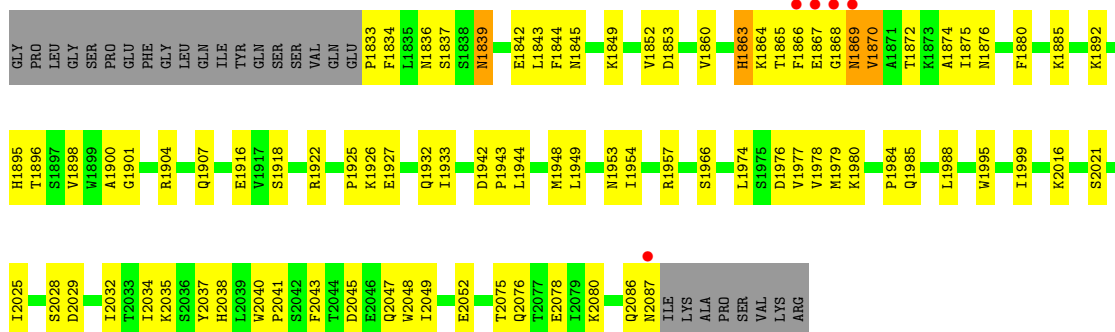 GLY PRO LEU GLY SER PRO GLU PHE GLY LEU GLN ILE TYR GLN SER SER VAL GLN GLU P1833 F1834 L1835 N1836 S1837 S1838 N1839 E1842 L1843 F1844 N1845 K1849 V1852 D1853 V1860 H1863 K1864 T1865 F1866 E1867 G1868 N1869 V1870 A1871 T1872 K1873 A1874 I1875 N1876 F1880 K1885 K1892
H1895 T1896 S1897 V1898 W1899 A1900 G1901 R1904 Q1907 E1916 V1917 S1918 R1922 P1925 K1926 E1927 Q1932 I1933 D1942 P1943 L1944 M1948 L1949 N1953 I1954 R1957 S1966 L1974 S1975 D1976 V1977 V1978 M1979 K1980 P1984 Q1985 L1988 W1995 I1999 K2016 S2021
I2025 S2028 D2029 I2032 T2033 I2034 K2035 S2036 Y2037 H2038 L2039 W2040 P2041 S2042 F2043 T2044 D2045 E2046 Q2047 W2048 I2049 E2052 T2075 Q2076 T2077 E2078 I2079 K2080 Q2086 N2087 ILE LYS ALA PRO SER VAL LYS ARG